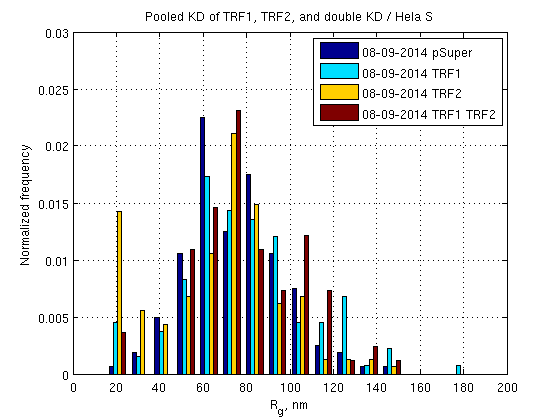 Pooled KD of TRF1, TRF2, and double KD / Hela S
0.03
0.025
0.02
0.015
0.01
0.005
0
Normalized frequency
08-09-2014 pSuper
08-09-2014 TRF1
08-09-2014 TRF2
08-09-2014 TRF1 TRF2
0 20 40 60 80 100 120 140 160 180 200
Rg, nm